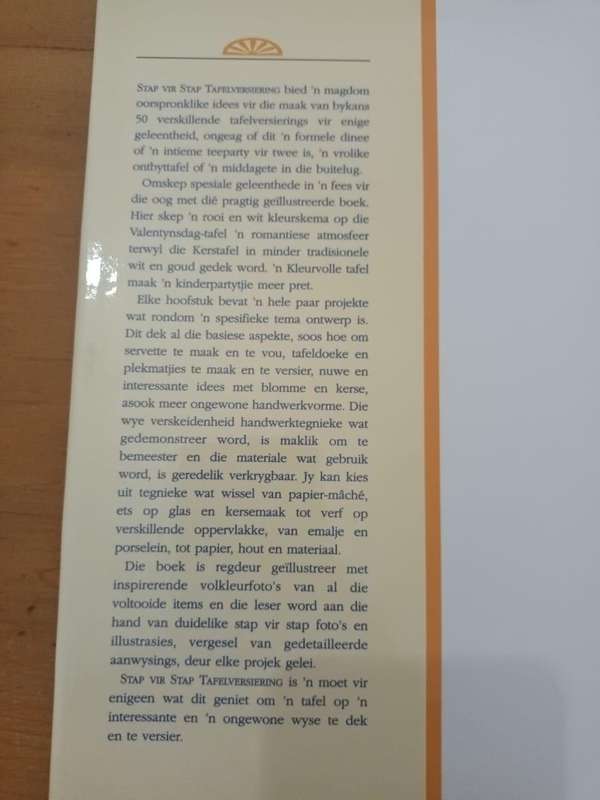 STAP VIR STAP TAFELVERSIERING bied 'n magdom
oorspronklike idees vir die maak van bykans
50 verskillende tafelversierings vir enige
geleentheid, ongeag of dit 'n formele dinee
of 'n intieme teeparty vir twee is, 'n vrolike
ontbyttafel of 'n middagete in die buitelug.
Omskep spesiale geleenthede in 'n fees vir
die oog met dié pragtig geïllustreerde boek.
Hier skep 'n rooi en wit kleurskema op die
Valentynsdag-tafel 'n romantiese atmosfeer
terwyl die Kerstafel in minder tradisionele
wit en goud gedek word. 'n Kleurvolle tafel
maak 'n kinderpartytjie meer pret.
Elke hoofstuk bevat 'n hele paar projekte
wat rondom 'n spesifieke tema ontwerp is.
Dit dek al die basiese aspekte, soos hoe om
servette te maak en te vou, tafeldoeke en
plekmatjies te maak en te versier, nuwe en
interessante idees met blomme en kerse,
asook meer ongewone handwerkvorme. Die
wye verskeidenheid handwerktegnieke wat
gedemonstreer word, is maklik om te
bemeester en die materiale wat gebruik
word, is geredelik verkrygbaar. Jy kan kies
uit tegnieke wat wissel van papier-mâché,
ets op glas en kersemaak tot verf op
verskillende oppervlakke, van emalje en
porselein, tot papier, hout en materiaal.
Die boek is regdeur geïllustreer met
inspirerende volkleurfoto's van al die
voltooide items en die leser word aan die
hand van duidelike stap vir stap foto's en
illustrasies, vergesel van gedetailleerde
aanwysings, deur elke projek gelei.
STAP VIR STAP TAFELVERSIERING is 'n moet vir
enigeen wat dit geniet om 'n tafel op 'n
interessante en 'n ongewone wyse te dek
en te versier.